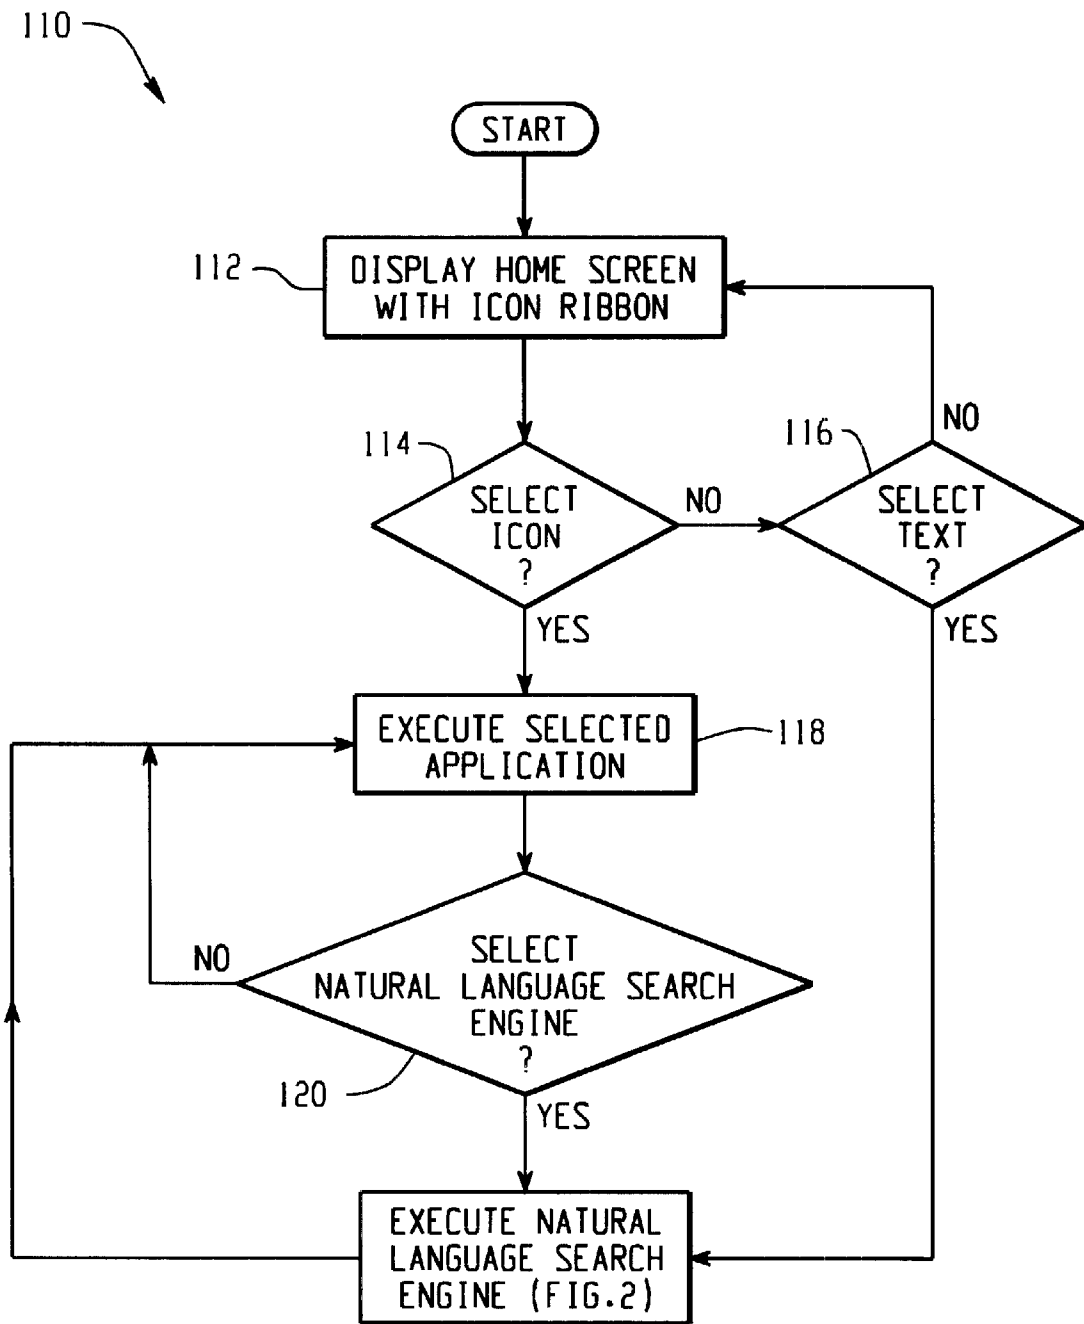 110
START
112
DISPLAY HOME SCREEN
WITH ICON RIBBON
114
SELECT
ICON
?
NO
116
SELECT
TEXT
?
NO
YES
YES
EXECUTE SELECTED
APPLICATION
118
NO
SELECT
NATURAL LANGUAGE SEARCH
ENGINE
?
120
YES
EXECUTE NATURAL
LANGUAGE SEARCH
ENGINE (FIG.2)